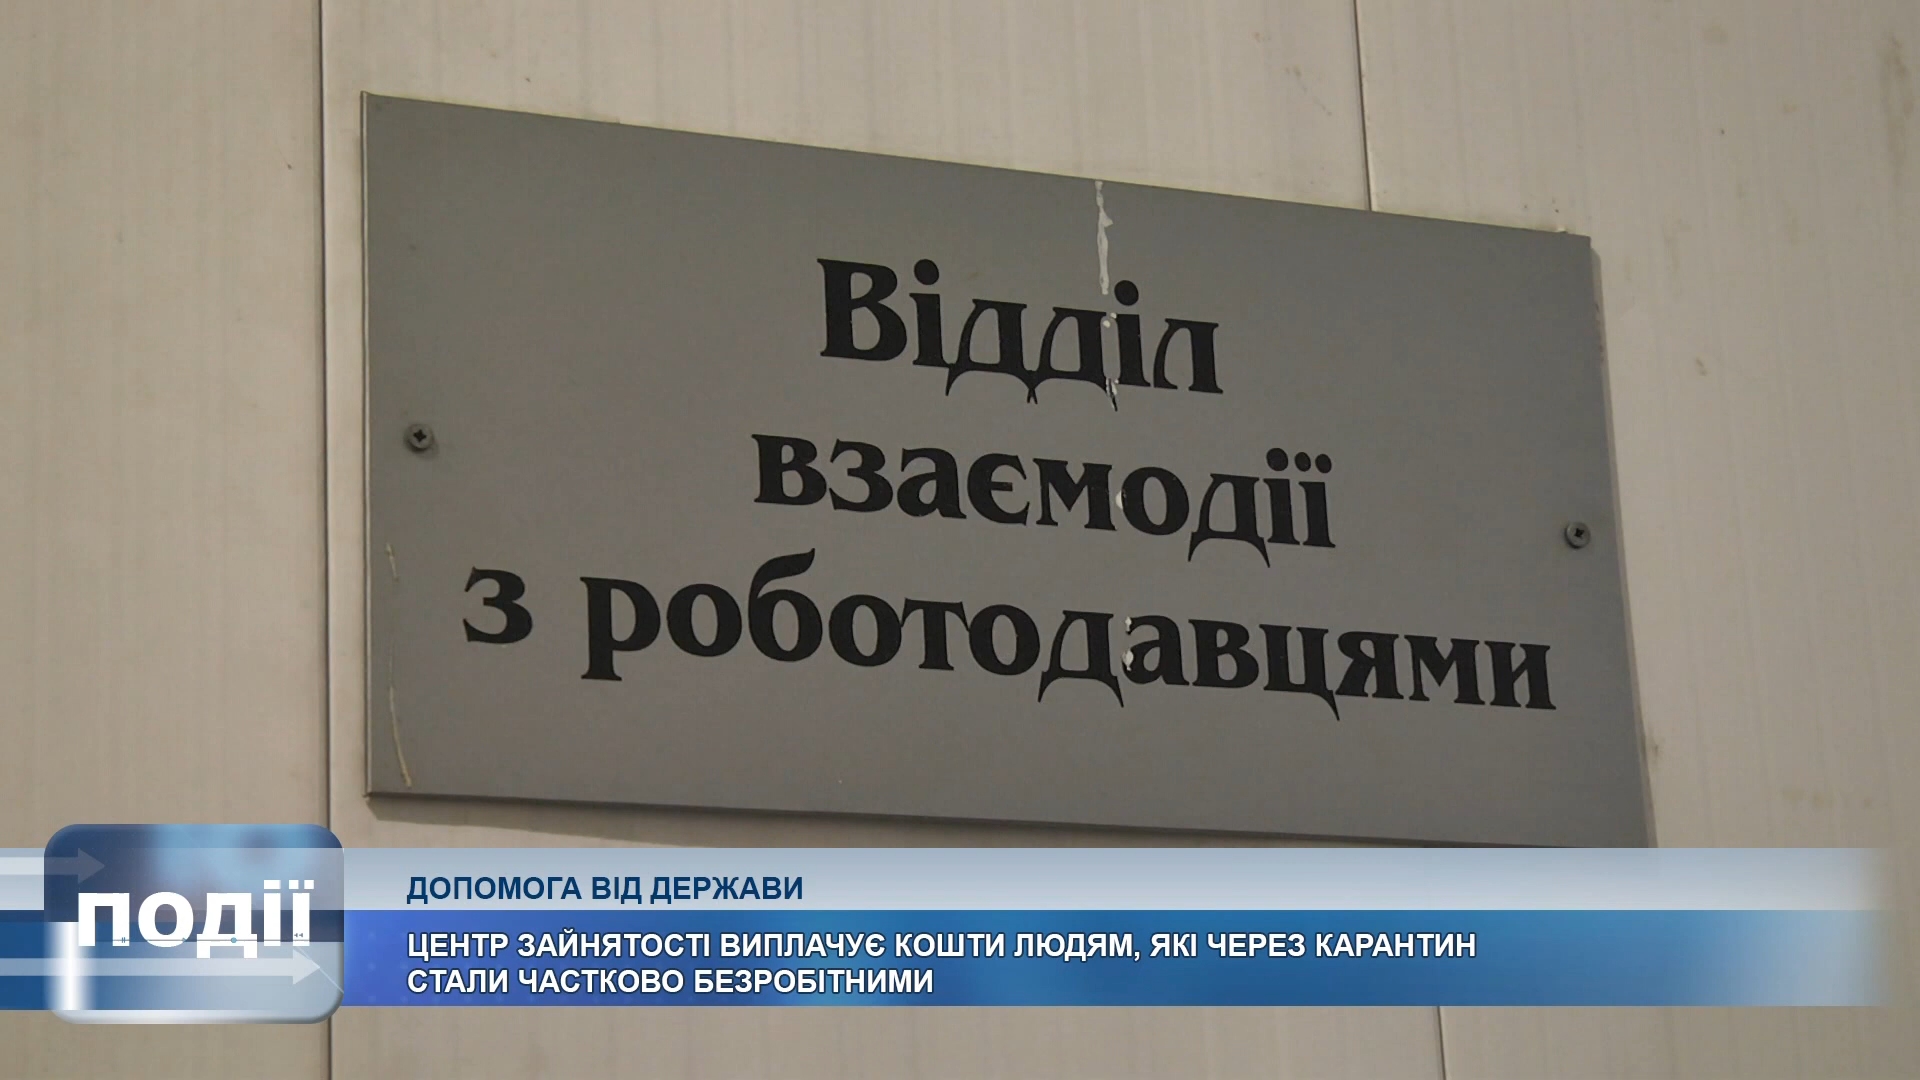 Відділ
взаємодії
з роботодавцями
ДОПОМОГА ВІД ДЕРЖАВИ
події
ЦЕНТР ЗАЙНЯТОСТІ ВИПЛАЧУЄ КОШТИ ЛЮДЯМ, ЯКІ ЧЕРЕЗ КАРАНТИН
СТАЛИ ЧАСТКОВО БЕЗРОБІТНИМИ